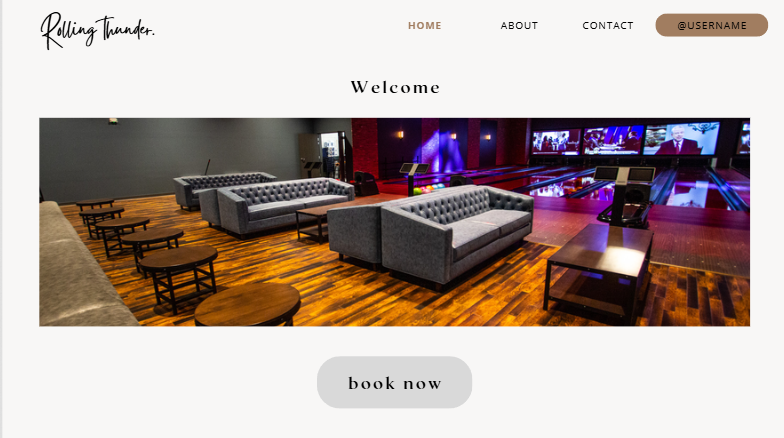 Rolling Thunder.
HOME
ABOUT
CONTACT
@USERNAME
Welcome
book now